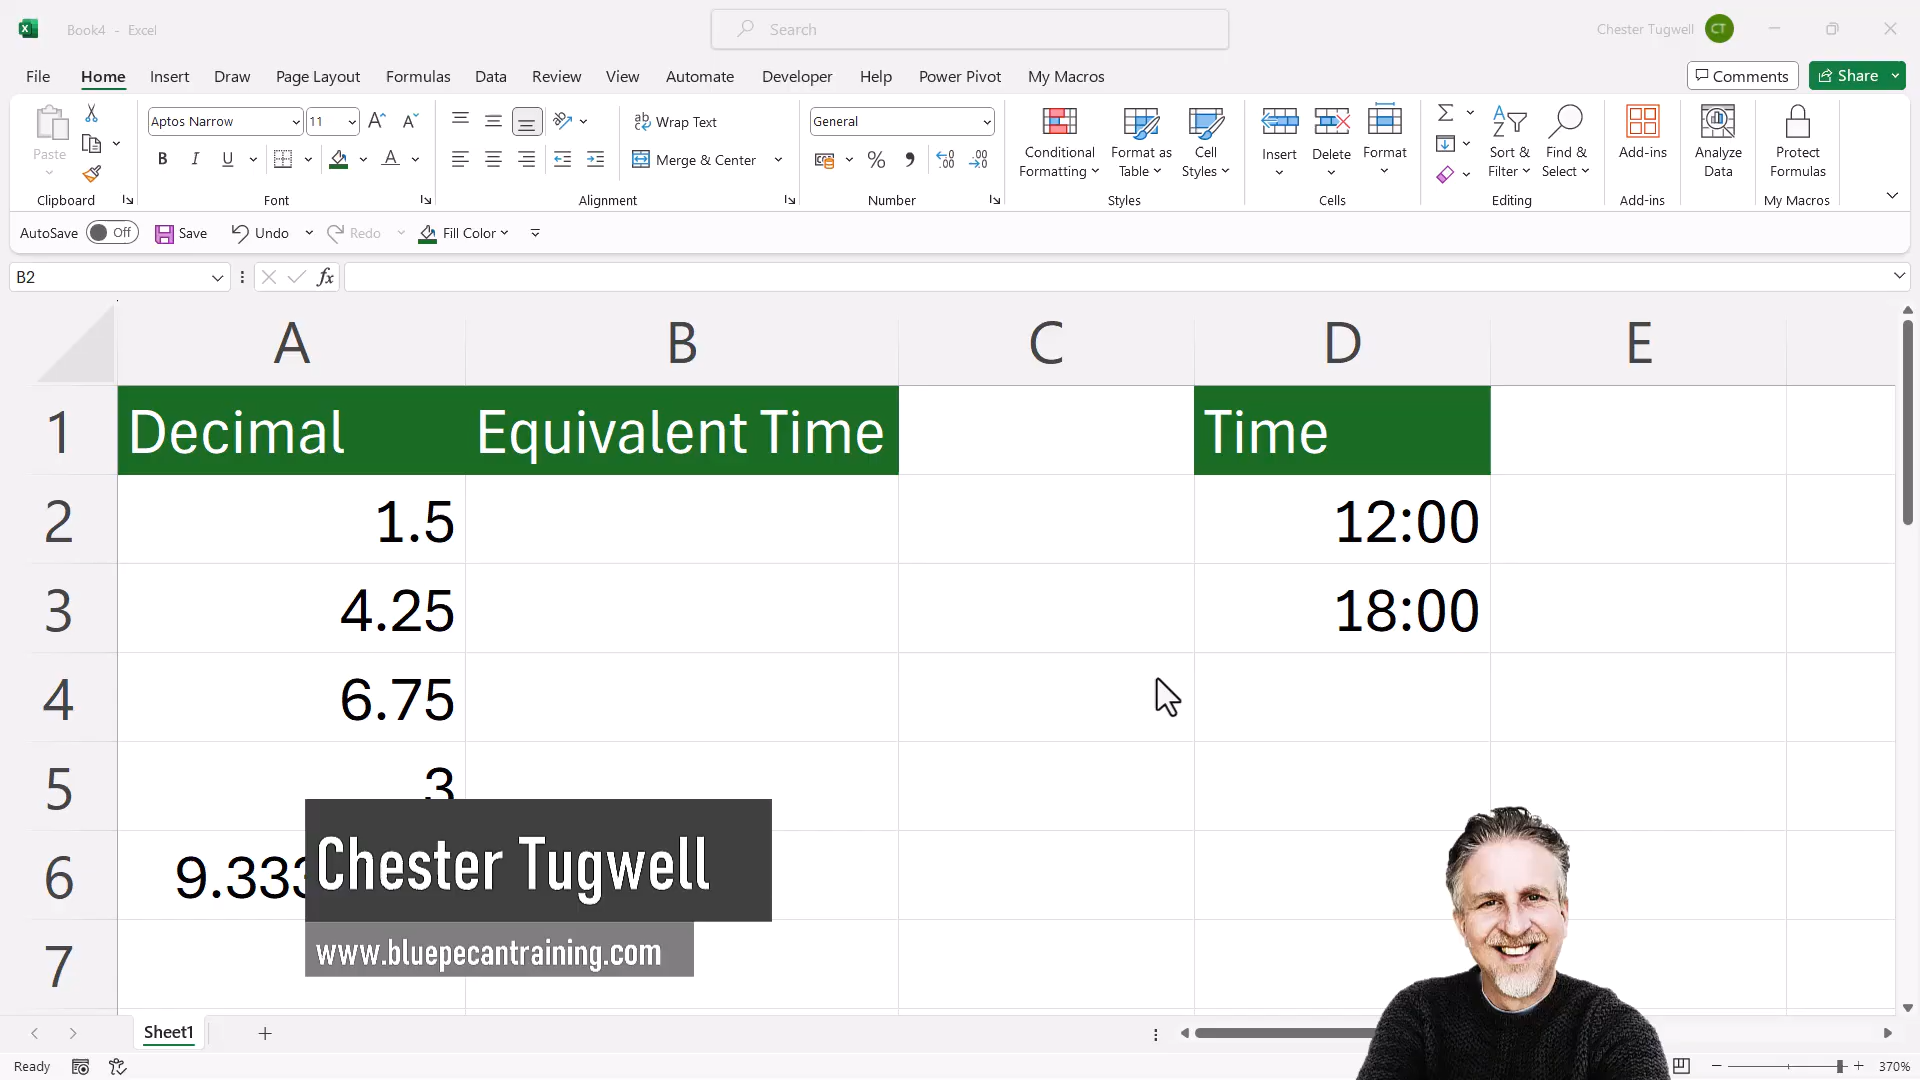 Book4 - Excel
Search
Chester Tugwell CT
File Home Insert Draw Page Layout Formulas Data Review View Automate Developer Help Power Pivot My Macros
Comments Share
Paste
Clipboard
Aptos Narrow 11
B I U
Font
Wrap Text
Merge & Center
Alignment
General
Number
Conditional Formatting
Format as Table
Cell Styles
Styles
Insert Delete Format
Cells
Sort & Filter
Find & Select
Editing
Add-ins
Add-ins
Analyze Data
Protect Formulas
My Macros
AutoSave Off Save Undo Redo Fill Color
B2 fx
A B C D E
1 Decimal Equivalent Time Time
2 1.5 12:00
3 4.25 18:00
4 6.75
5 3
6 9.333
7
Chester Tugwell
www.bluepecantraining.com
Sheet1
Ready 370%